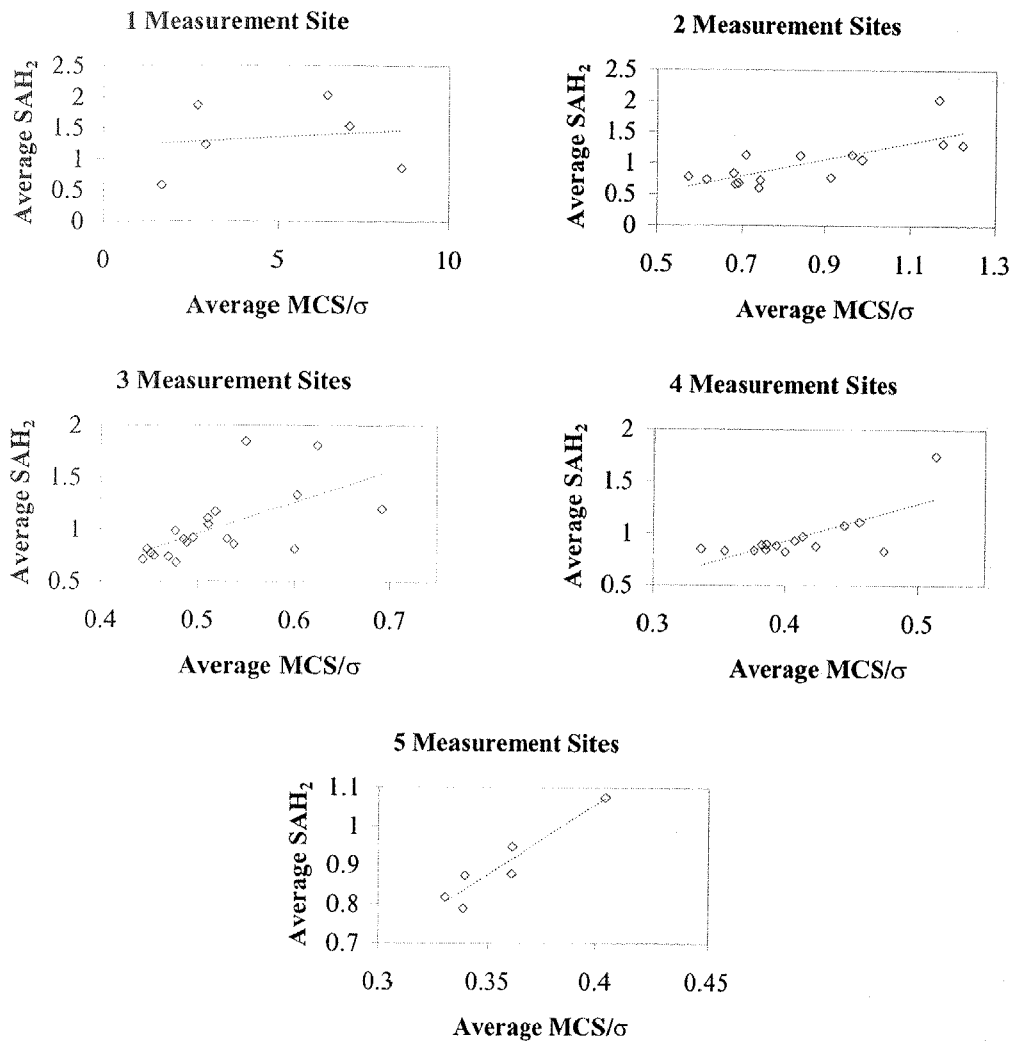 1 Measurement Site
Average SAH₂
2.5
2
1.5
1
0.5
0
0
5
10
Average MCS/σ
2 Measurement Sites
Average SAH₂
2.5
2
1.5
1
0.5
0
0.5
0.7
0.9
1.1
1.3
Average MCS/σ
3 Measurement Sites
Average SAH₂
2
1.5
1
0.5
0.4
0.5
0.6
0.7
Average MCS/σ
4 Measurement Sites
Average SAH₂
2
1.5
1
0.5
0.3
0.4
0.5
Average MCS/σ
5 Measurement Sites
Average SAH₂
1.1
1
0.9
0.8
0.7
0.3
0.35
0.4
0.45
Average MCS/σ